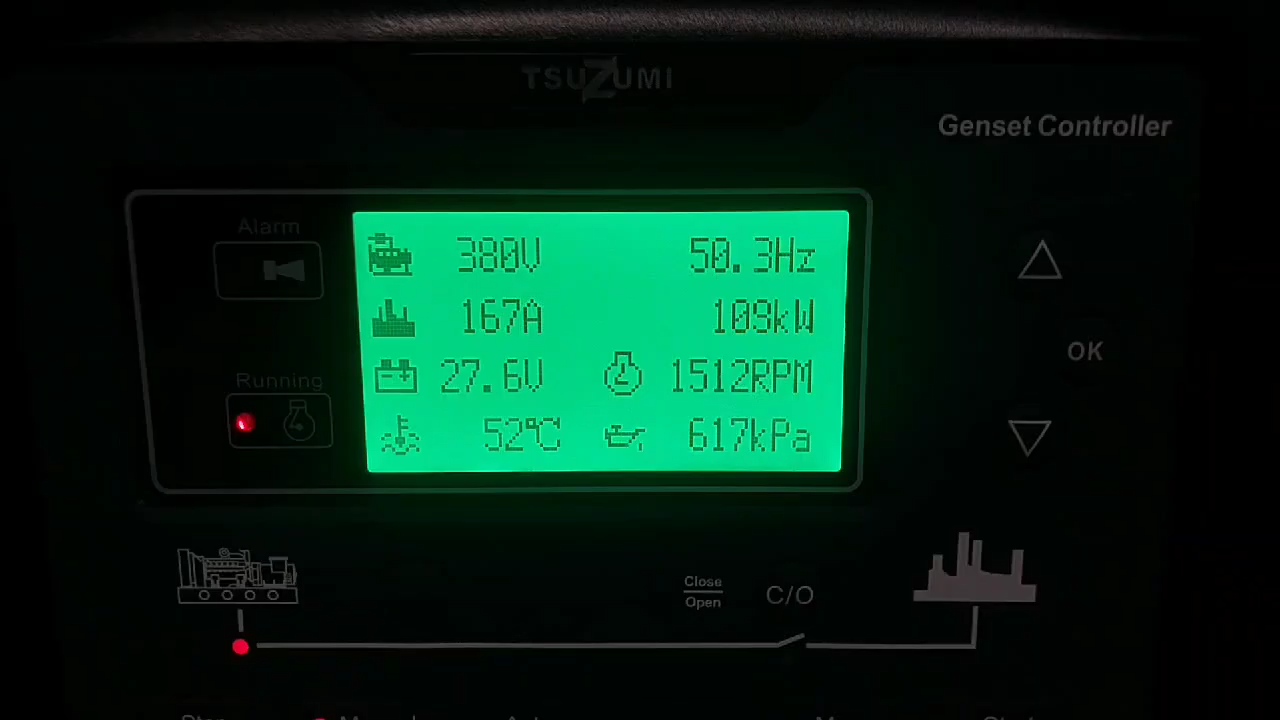 TSUZUMI
Genset Controller
Alarm
380V 50.3Hz
167A 109kW
27.6V 1512RPM
52℃ 617kPa
Running
OK
Close
Open
C/O